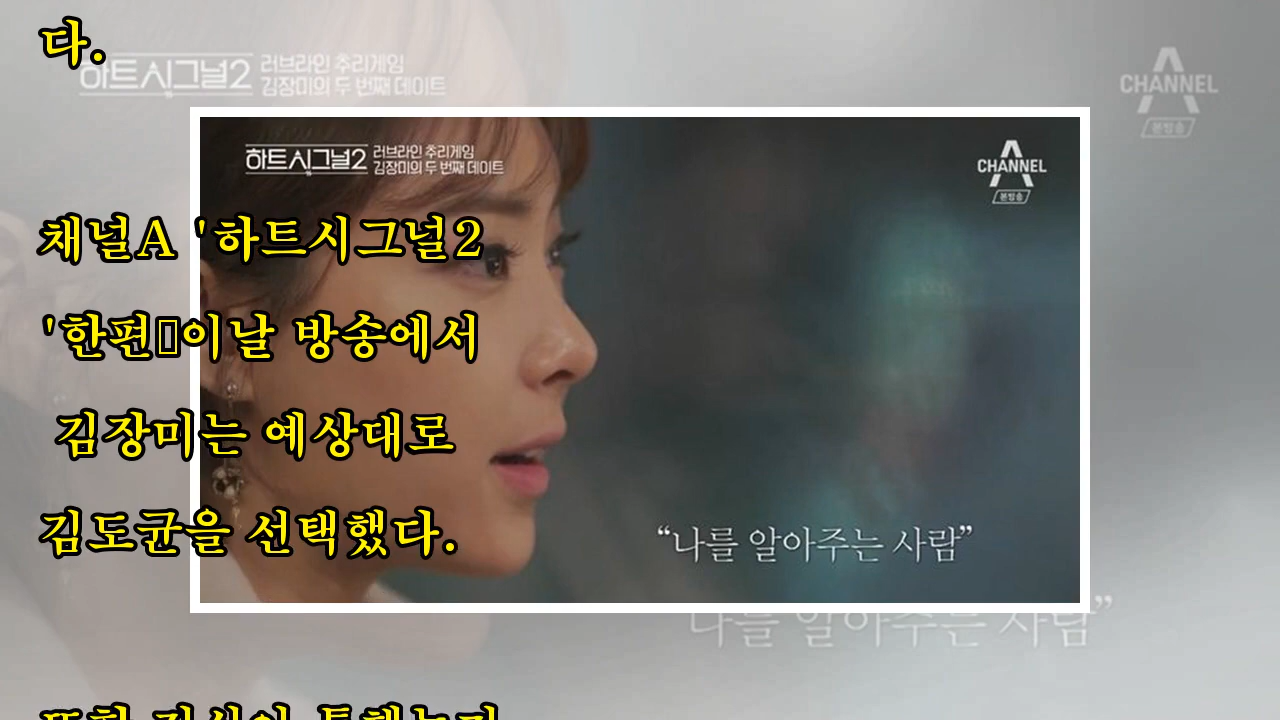 다.
하트시그널2
러브라인 추리게임
김장미의 두 번째 데이트
CHANNEL A
본방송
하트시그널2
러브라인 추리게임
김장미의 두 번째 데이트
CHANNEL A
본방송
채널A '하트시그널2
'한편□이날 방송에서
김장미는 예상대로
김도균을 선택했다.
“나를 알아주는 사람”
나를 알아주는 사람”